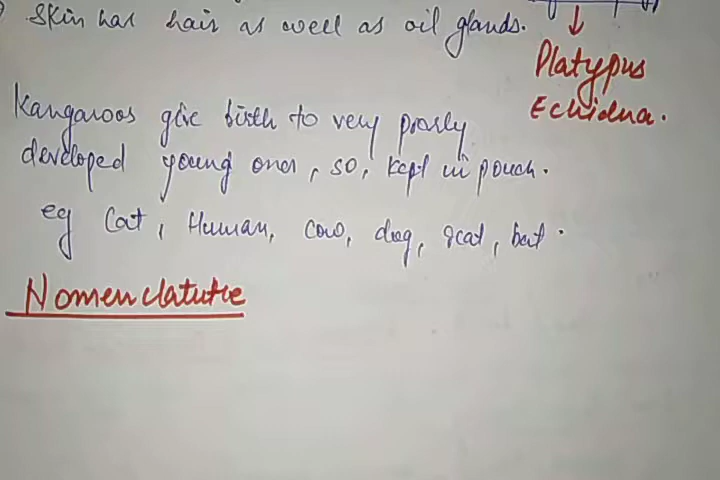 Skin has hair as well as oil glands.
Platypus
Echidna.
Kangaroos give birth to very poorly
developed young ones, so, kept in pouch.
eg Cat, Human, Cow, dog, rat, bat.
Nomenclature